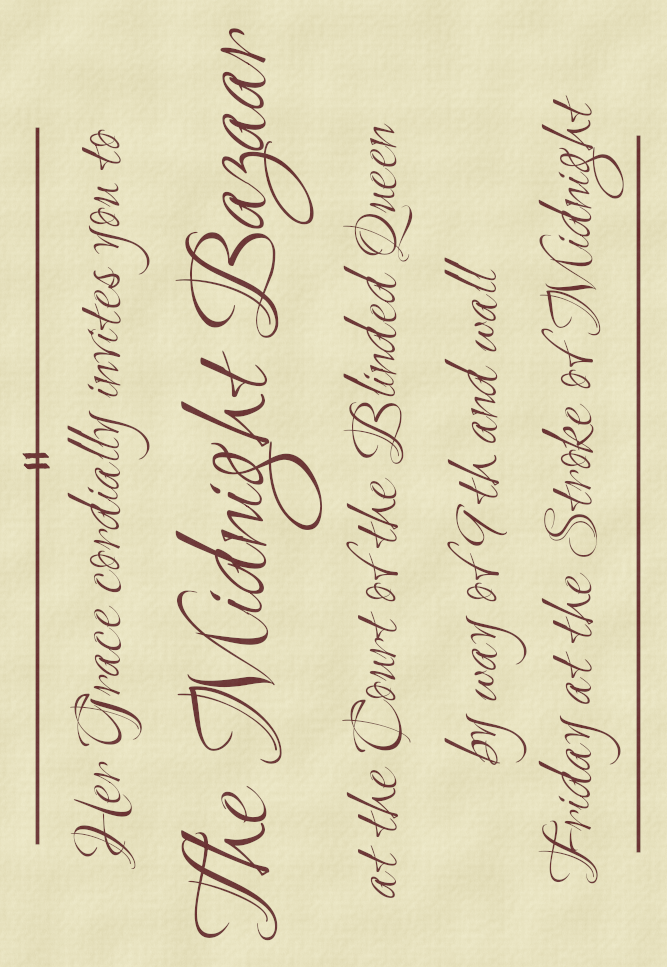 Her Grace cordially invites you to
The Midnight Bazaar
at the Court of the Blinded Queen
by way of 9th and wall
Friday at the Stroke of Midnight